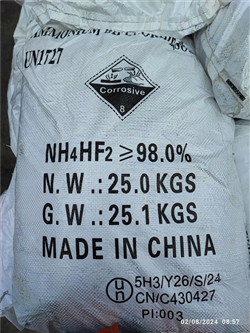 UN1727
Corrosive
8
NH4HF2 ≥98.0%
N.W.:25.0 KGS
G.W.:25.1 KGS
MADE IN CHINA
un
5H3/Y26/S/24
CN/C430427
PI:003
02/08/2024 08:57